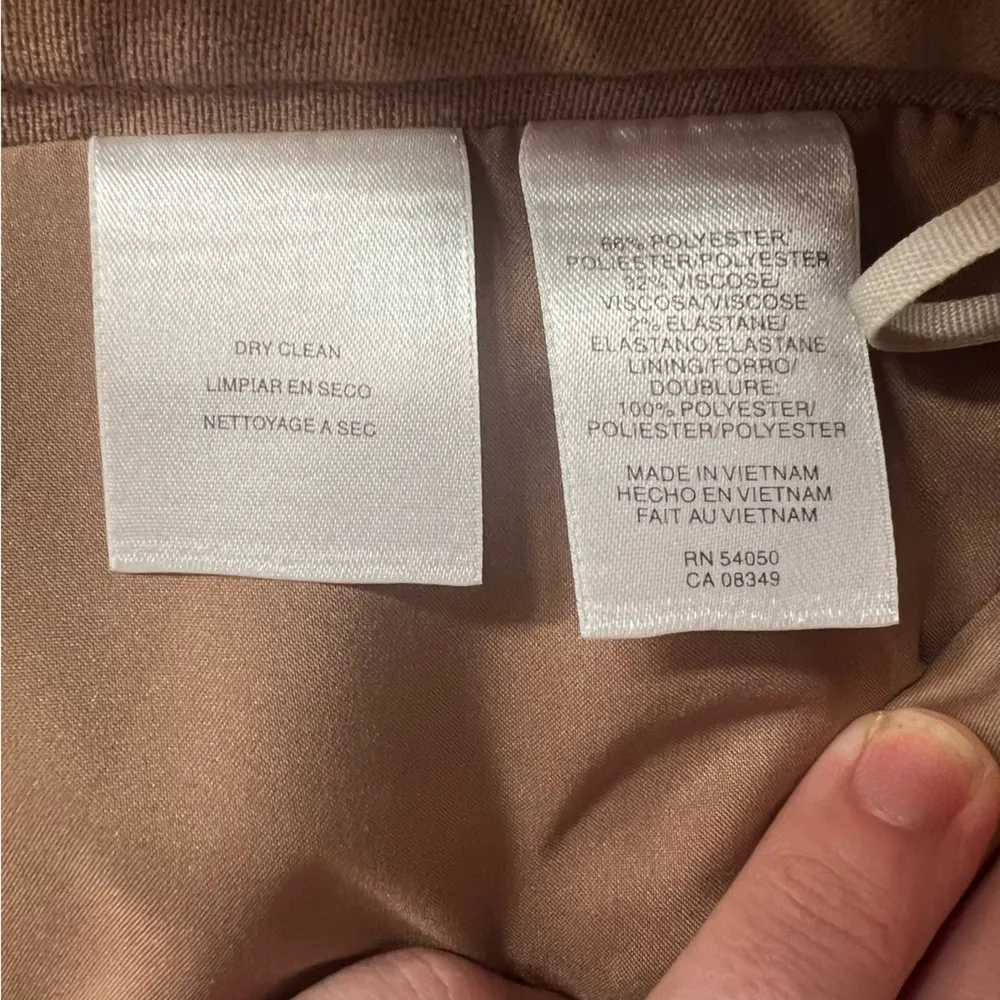 DRY CLEAN
LIMPIAR EN SECO
NETTOYAGE A SEC
66% POLYESTER/
POLIESTER/POLYESTER
32% VISCOSE/
VISCOSA/VISCOSE
2% ELASTANE/
ELASTANO/ELASTANE
LINING/FORRO/
DOUBLURE:
100% POLYESTER/
POLIESTER/POLYESTER
MADE IN VIETNAM
HECHO EN VIETNAM
FAIT AU VIETNAM
RN 54050
CA 08349